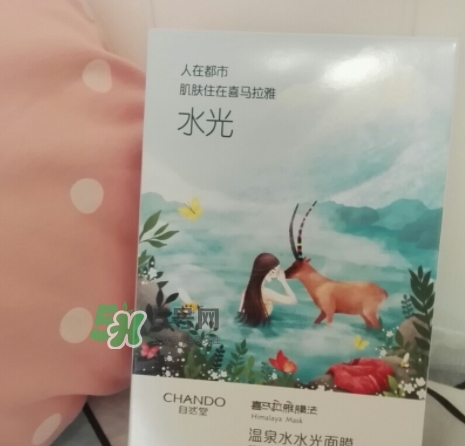 人在都市
肌肤住在喜马拉雅
水光
CHANDO
自然堂
喜马拉雅膜法
Himalaya Mask
温泉水水光面膜